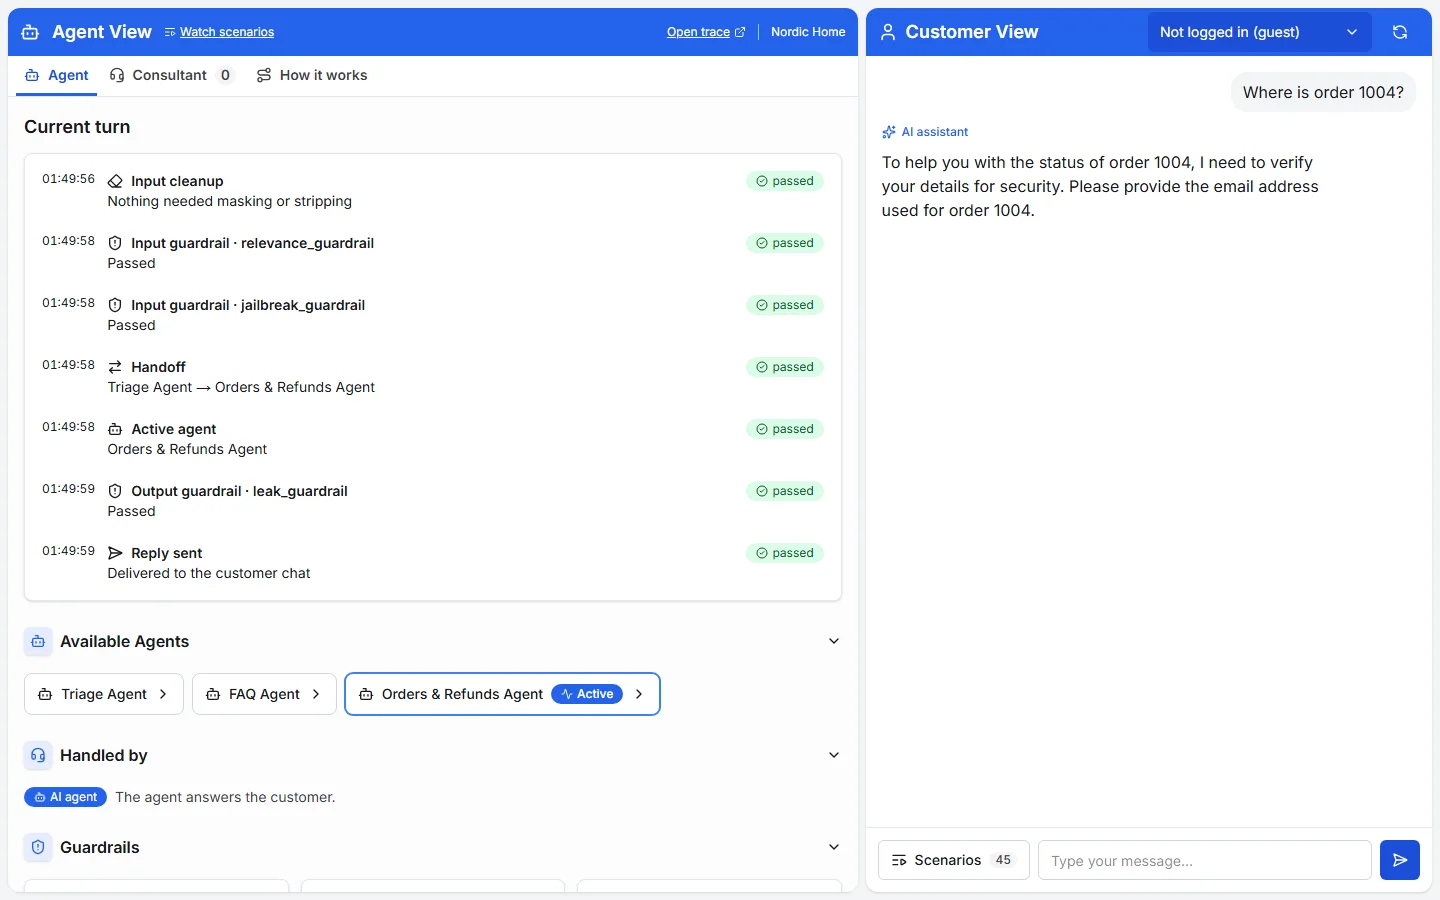 Agent View
Watch scenarios
Open trace
Nordic Home
Agent
Consultant 0
How it works
Current turn
01:49:56 Input cleanup passed
Nothing needed masking or stripping
01:49:58 Input guardrail · relevance_guardrail passed
Passed
01:49:58 Input guardrail · jailbreak_guardrail passed
Passed
01:49:58 Handoff passed
Triage Agent → Orders & Refunds Agent
01:49:58 Active agent passed
Orders & Refunds Agent
01:49:59 Output guardrail · leak_guardrail passed
Passed
01:49:59 Reply sent passed
Delivered to the customer chat
Available Agents
Triage Agent
FAQ Agent
Orders & Refunds Agent Active
Handled by
AI agent The agent answers the customer.
Guardrails
Customer View
Not logged in (guest)
Where is order 1004?
AI assistant
To help you with the status of order 1004, I need to verify
your details for security. Please provide the email address
used for order 1004.
Scenarios 45
Type your message...